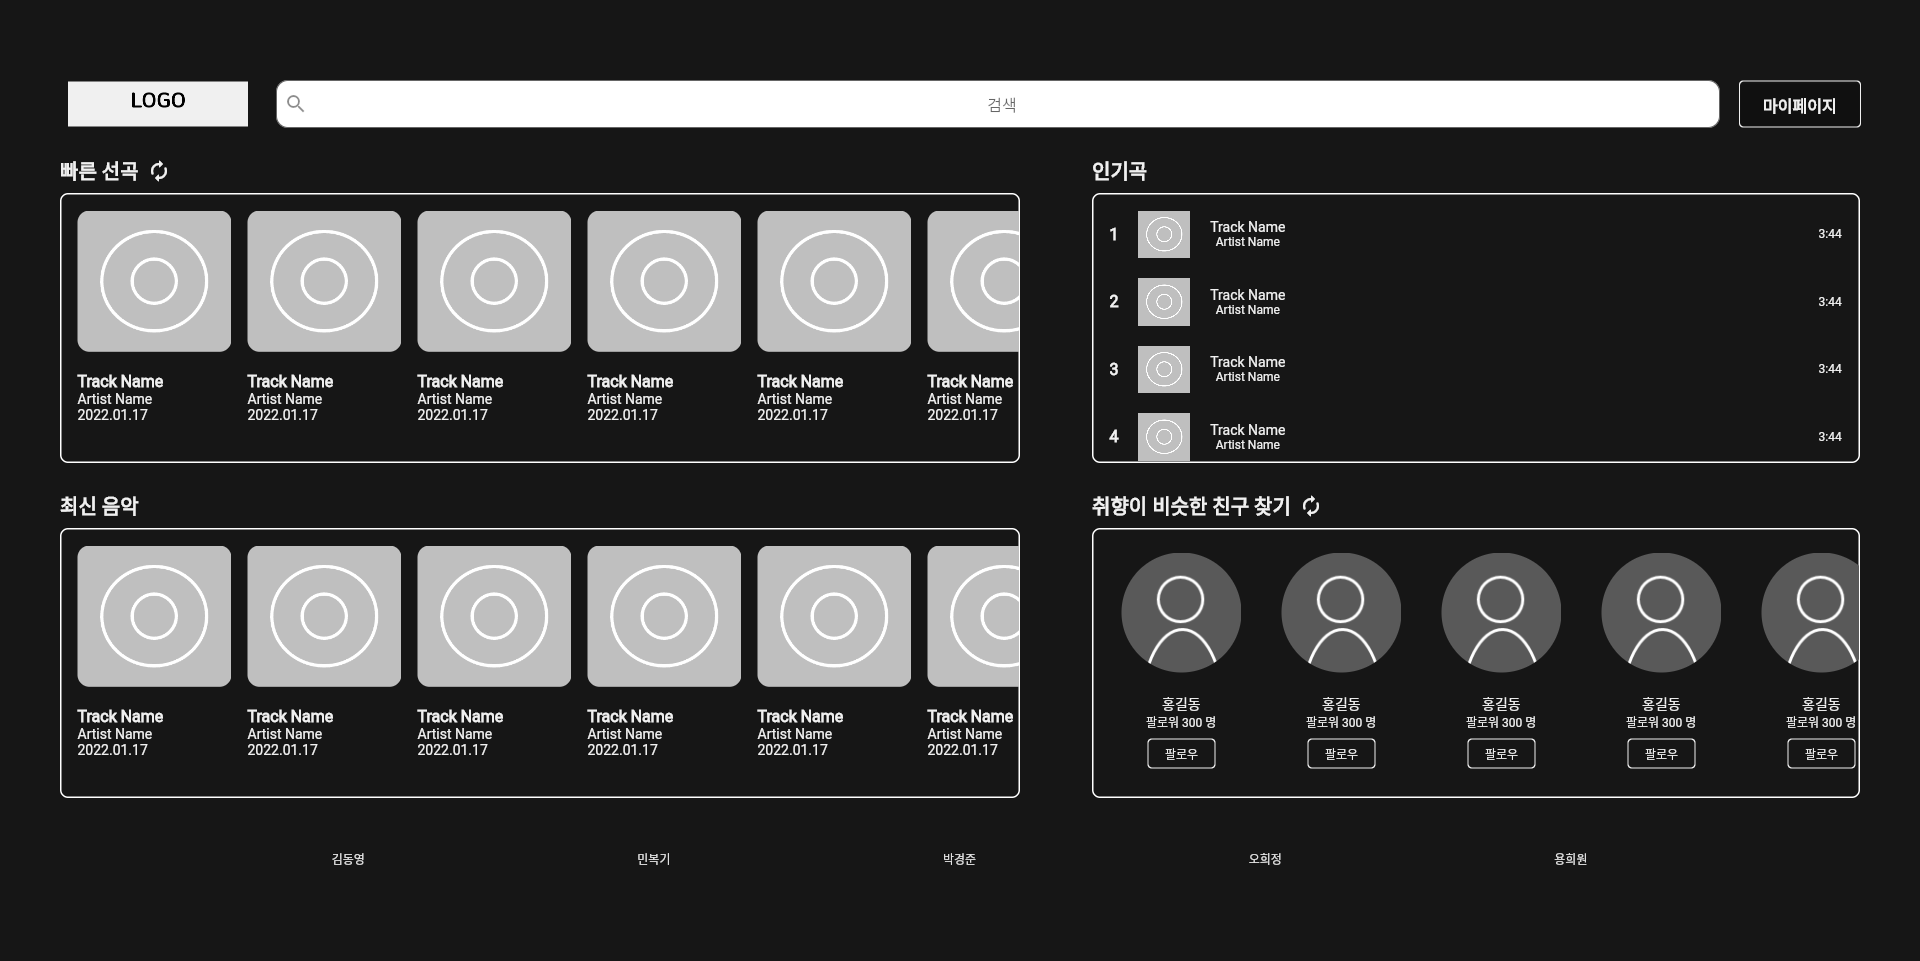 LOGO
검색
마이페이지
빠른 선곡
Track Name
Artist Name
2022.01.17
Track Name
Artist Name
2022.01.17
Track Name
Artist Name
2022.01.17
Track Name
Artist Name
2022.01.17
Track Name
Artist Name
2022.01.17
Track Name
Artist Name
2022.01.17
인기곡
1
Track Name
Artist Name
3:44
2
Track Name
Artist Name
3:44
3
Track Name
Artist Name
3:44
4
Track Name
Artist Name
3:44
최신 음악
Track Name
Artist Name
2022.01.17
Track Name
Artist Name
2022.01.17
Track Name
Artist Name
2022.01.17
Track Name
Artist Name
2022.01.17
Track Name
Artist Name
2022.01.17
Track Name
Artist Name
2022.01.17
취향이 비슷한 친구 찾기
홍길동
팔로워 300 명
팔로우
홍길동
팔로워 300 명
팔로우
홍길동
팔로워 300 명
팔로우
홍길동
팔로워 300 명
팔로우
홍길동
팔로워 300 명
팔로우
김동영
민복기
박경준
오희정
용희원